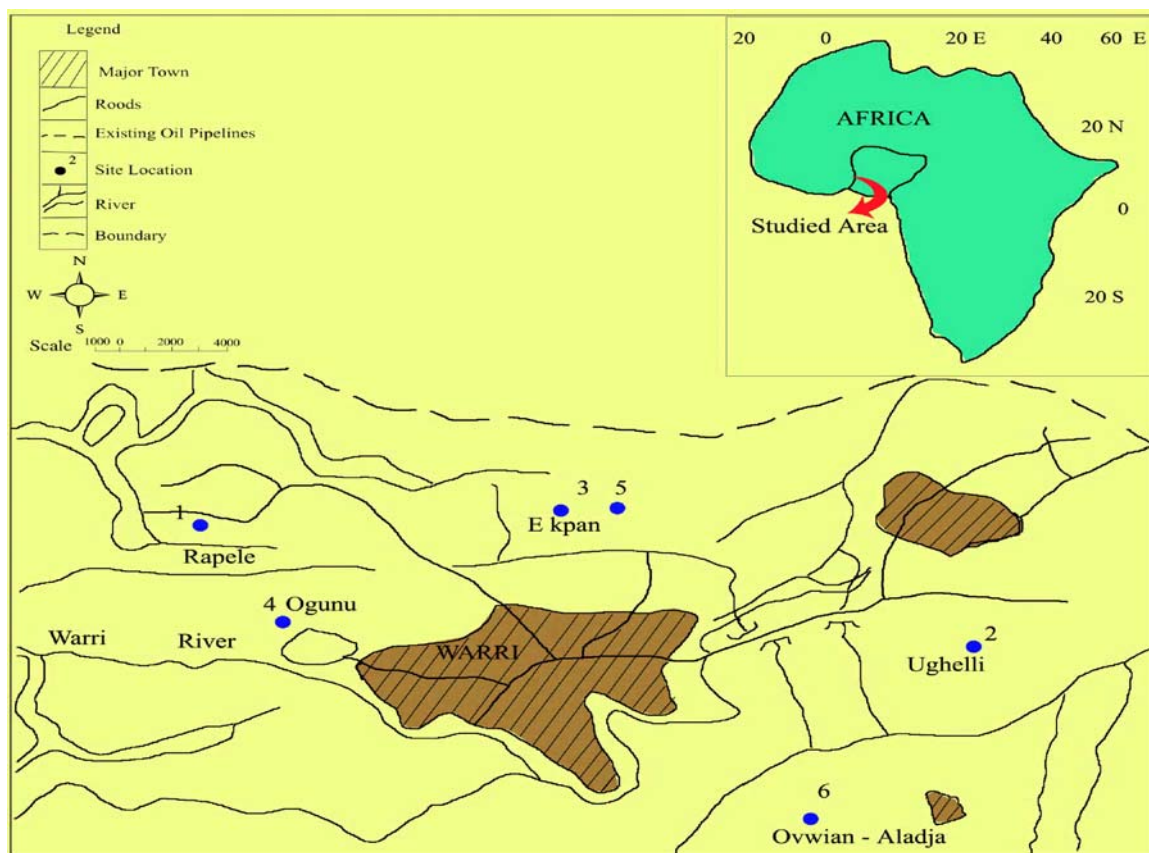 Legend
Major Town
Roods
Existing Oil Pipelines
2
Site Location
River
Boundary
N
W E
S
Scale 1000 0 2000 4000
20 0 20 E 40 60 E
AFRICA
20 N
0
Studied Area
20 S
3 5
1
E kpan
Rapele
4 Ogunu
Warri River
WARRI
2
Ughelli
6
Ovwian - Aladja